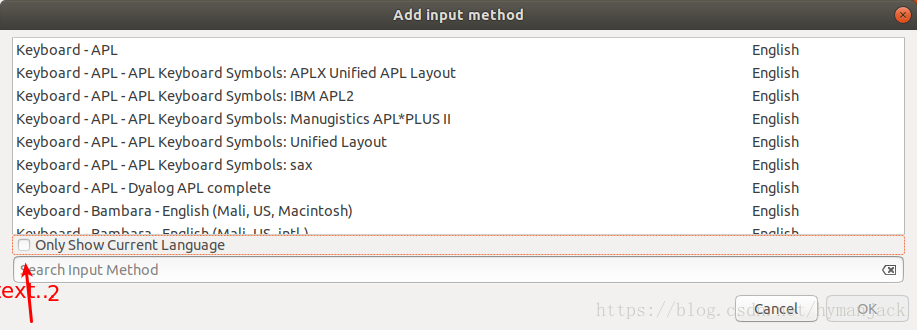 Add input method
Keyboard - APL English
Keyboard - APL - APL Keyboard Symbols: APLX Unified APL Layout English
Keyboard - APL - APL Keyboard Symbols: IBM APL2 English
Keyboard - APL - APL Keyboard Symbols: Manugistics APL*PLUS II English
Keyboard - APL - APL Keyboard Symbols: Unified Layout English
Keyboard - APL - APL Keyboard Symbols: sax English
Keyboard - APL - Dyalog APL complete English
Keyboard - Bambara - English (Mali, US, Macintosh) English
Keyboard - Bambara - English (Mali, US, intl.) English
Only Show Current Language
Search Input Method
text..2
https://blog.csdn.net/hymanjack
Cancel OK